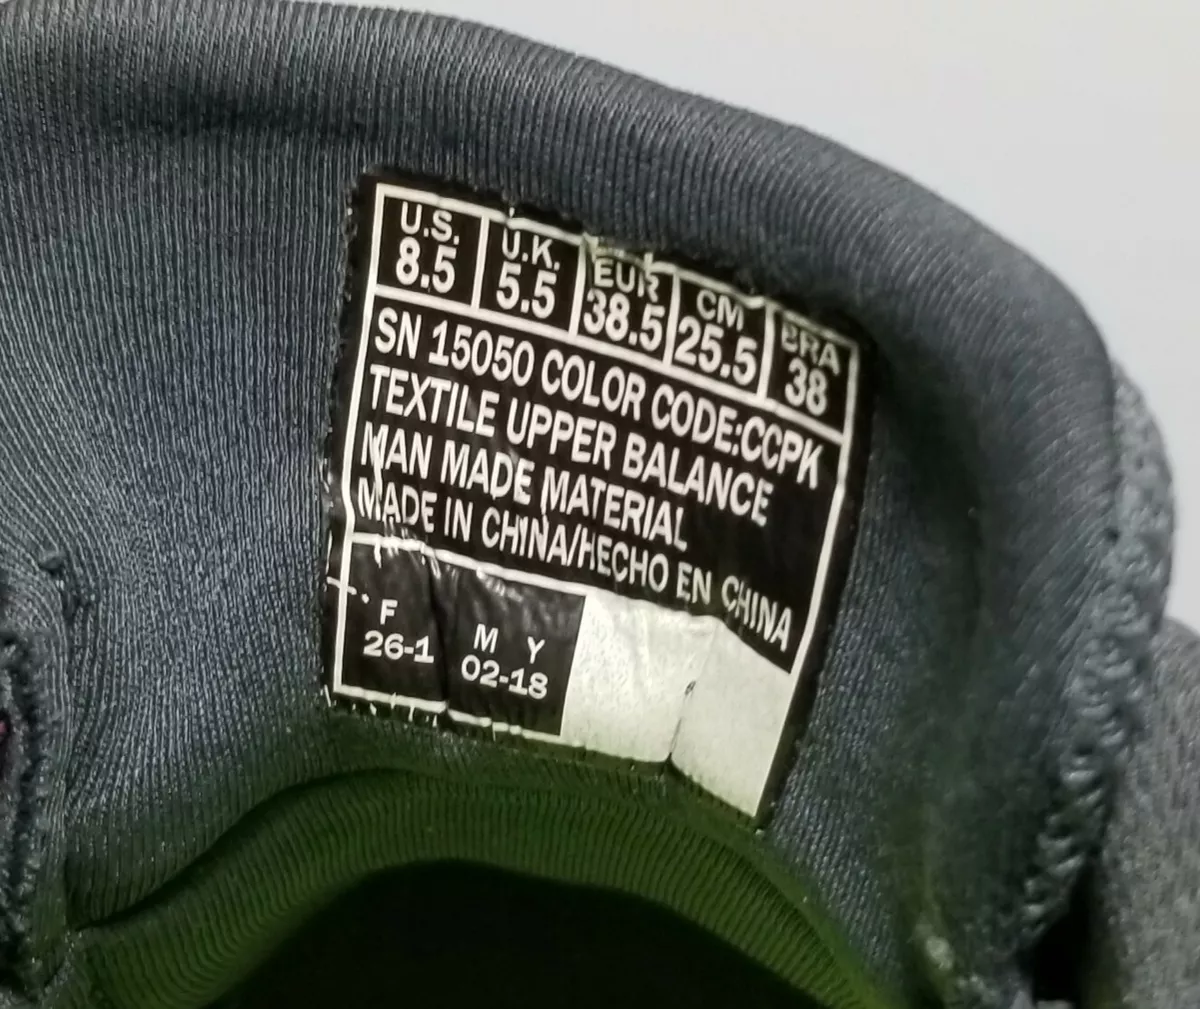 U.S. U.K. EUR CM BRA
8.5 5.5 38.5 25.5 38
SN 15050 COLOR CODE:CCPK
TEXTILE UPPER BALANCE
MAN MADE MATERIAL
MADE IN CHINA/HECHO EN CHINA
F M Y
26-1 02-18